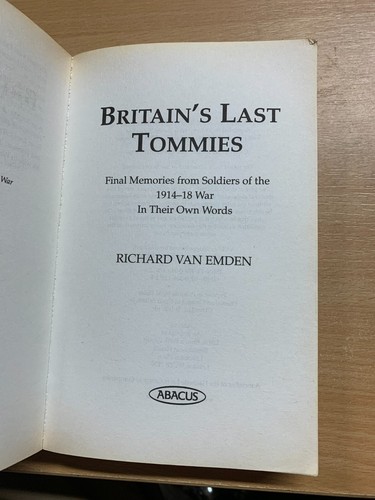 War
BRITAIN'S LAST
TOMMIES
Final Memories from Soldiers of the
1914–18 War
In Their Own Words
RICHARD VAN EMDEN
ABACUS